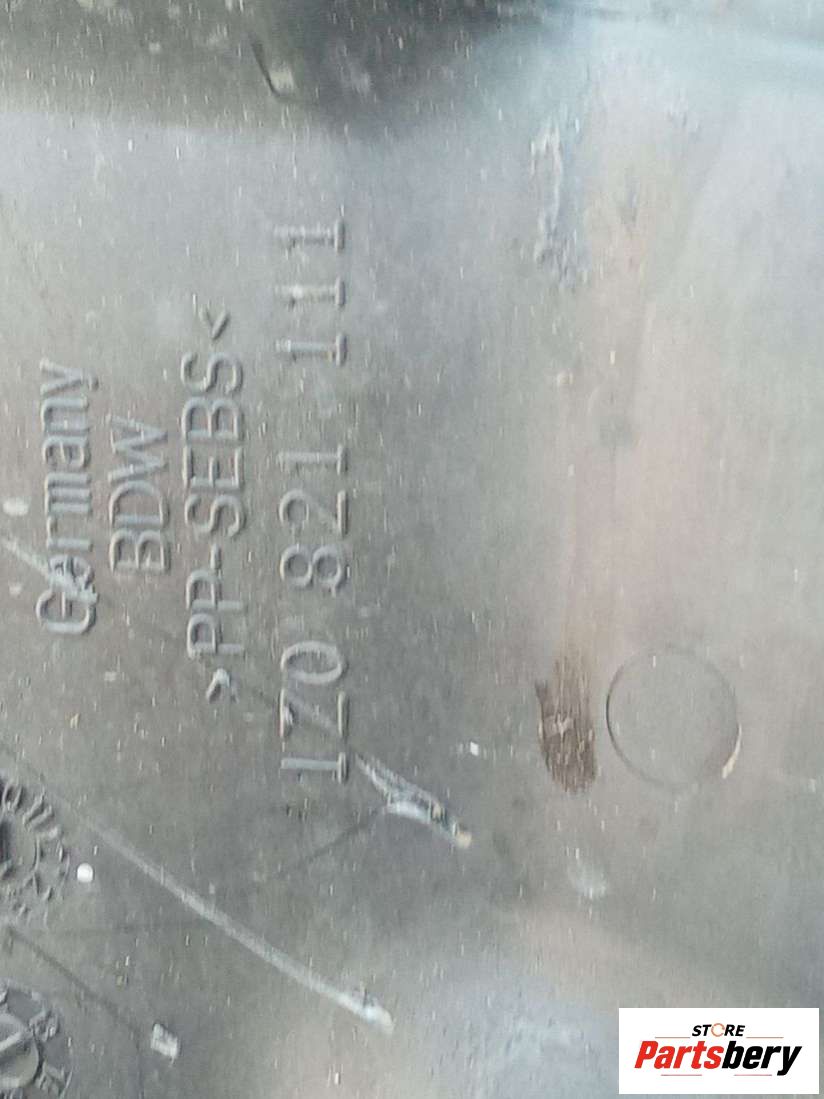 Germany
BDW
>PP-SEBS<
1Z0 821 111
STORE
Partsbery